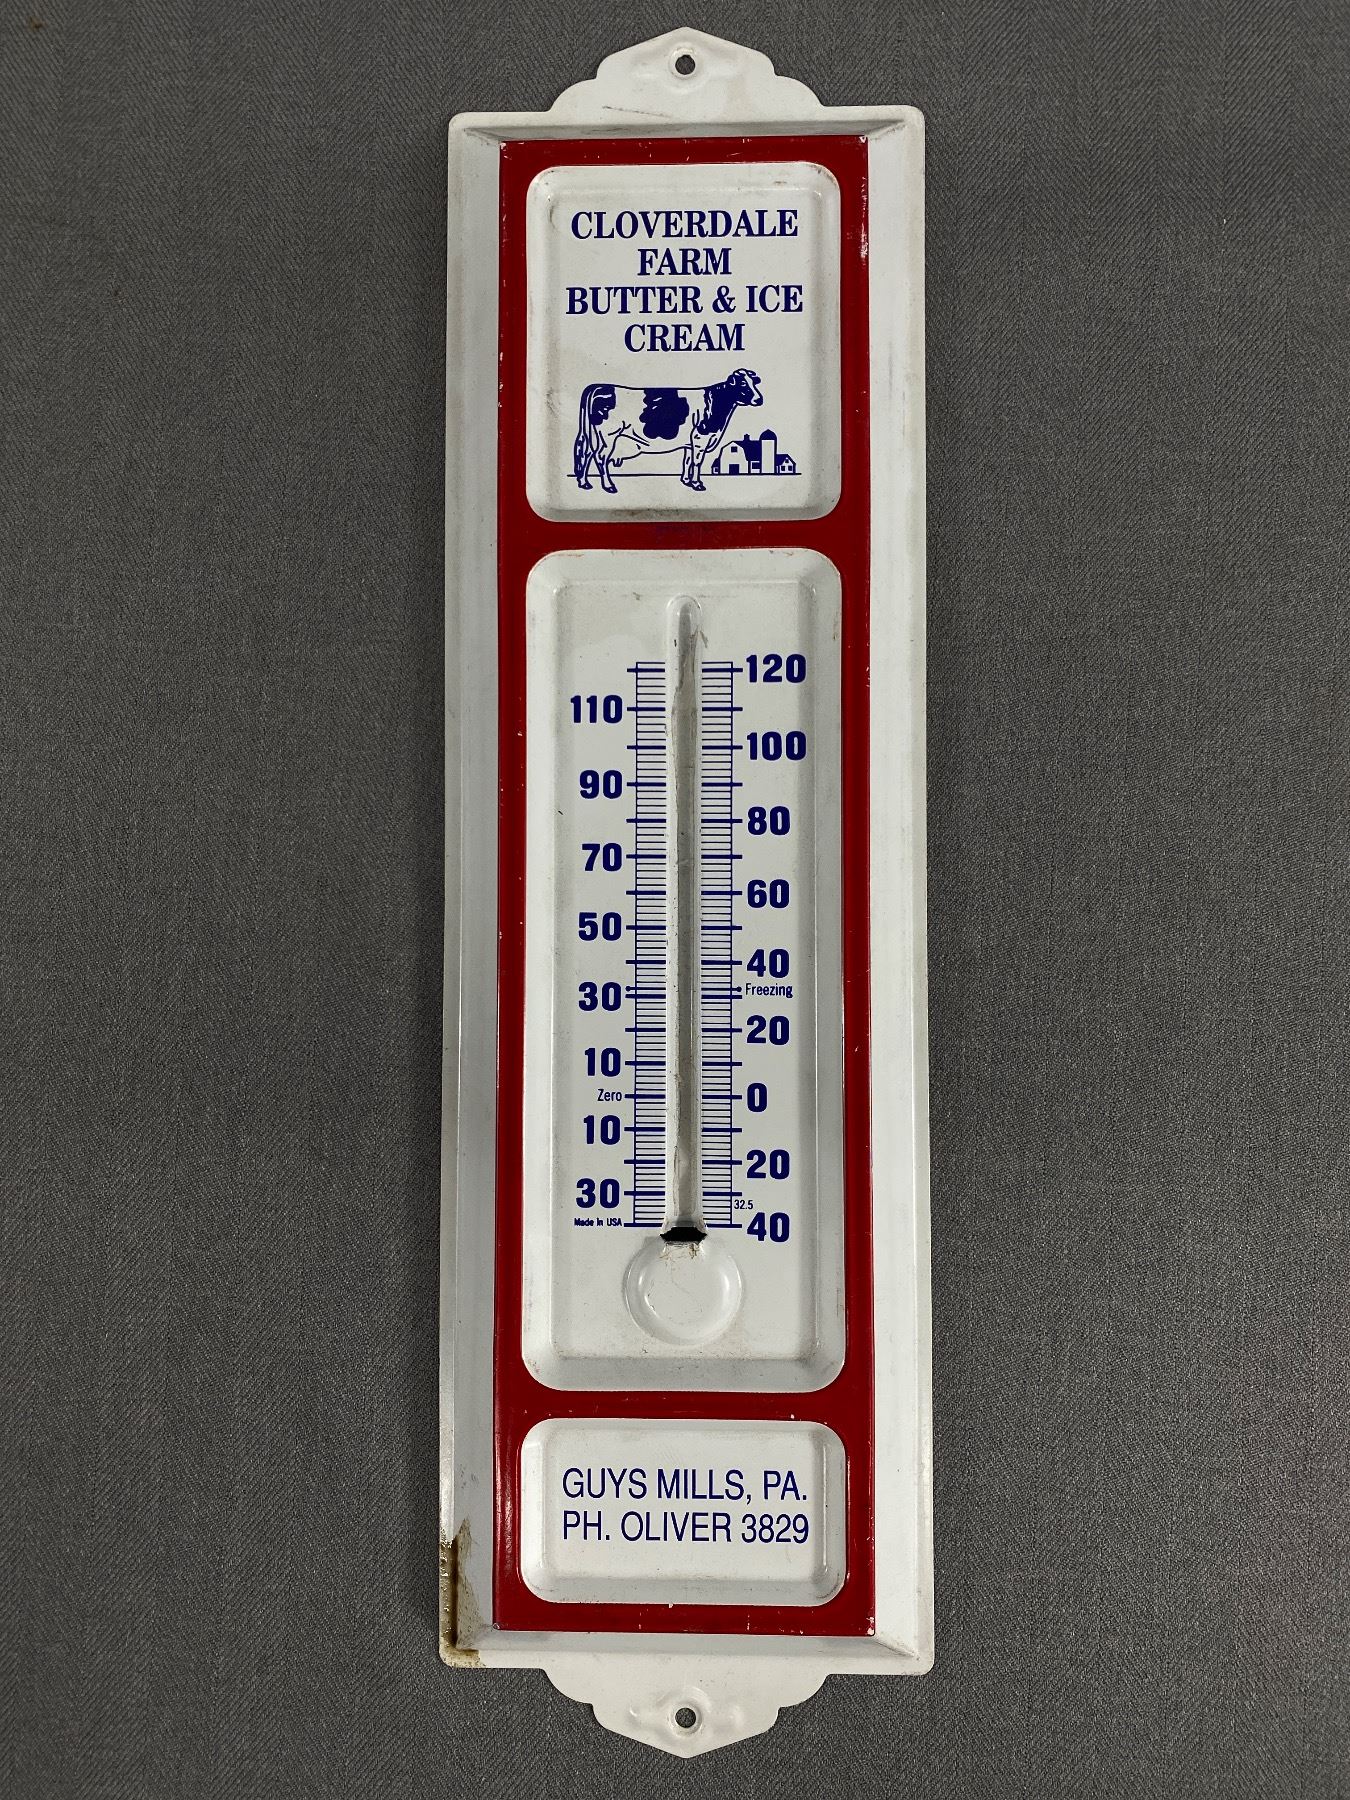 CLOVERDALE
FARM
BUTTER & ICE
CREAM
120
110
100
90
80
70
60
50
40
Freezing
30
20
10
Zero 0
10
20
30
32.5
Made In USA 40
GUYS MILLS, PA.
PH. OLIVER 3829